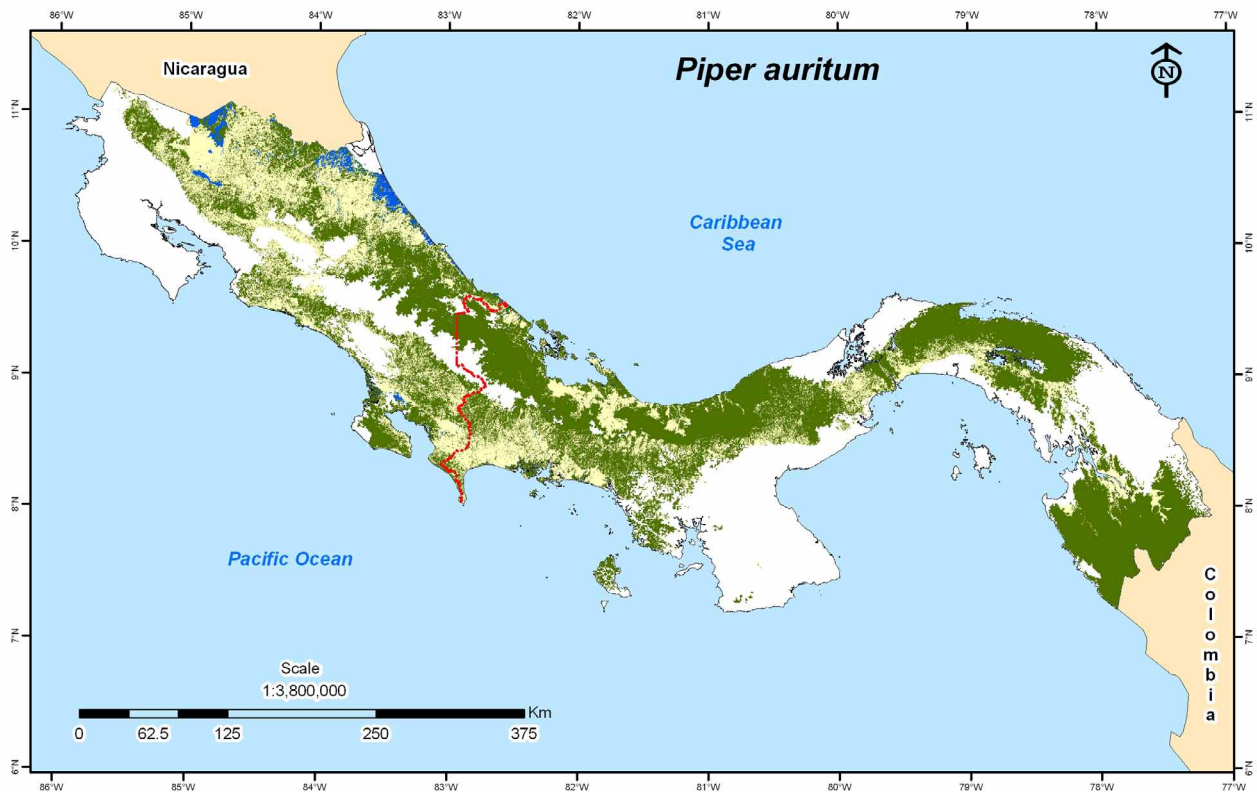 86°W 85°W 84°W 83°W 82°W 81°W 80°W 79°W 78°W 77°W
Nicaragua
Piper auritum
N
11°N 11°N
Caribbean
Sea
10°N 10°N
9°N 9°N
8°N 8°N
Pacific Ocean
Colombia
7°N 7°N
Scale
1:3,800,000
Km
0 62.5 125 250 375
6°N 6°N
86°W 85°W 84°W 83°W 82°W 81°W 80°W 79°W 78°W 77°W